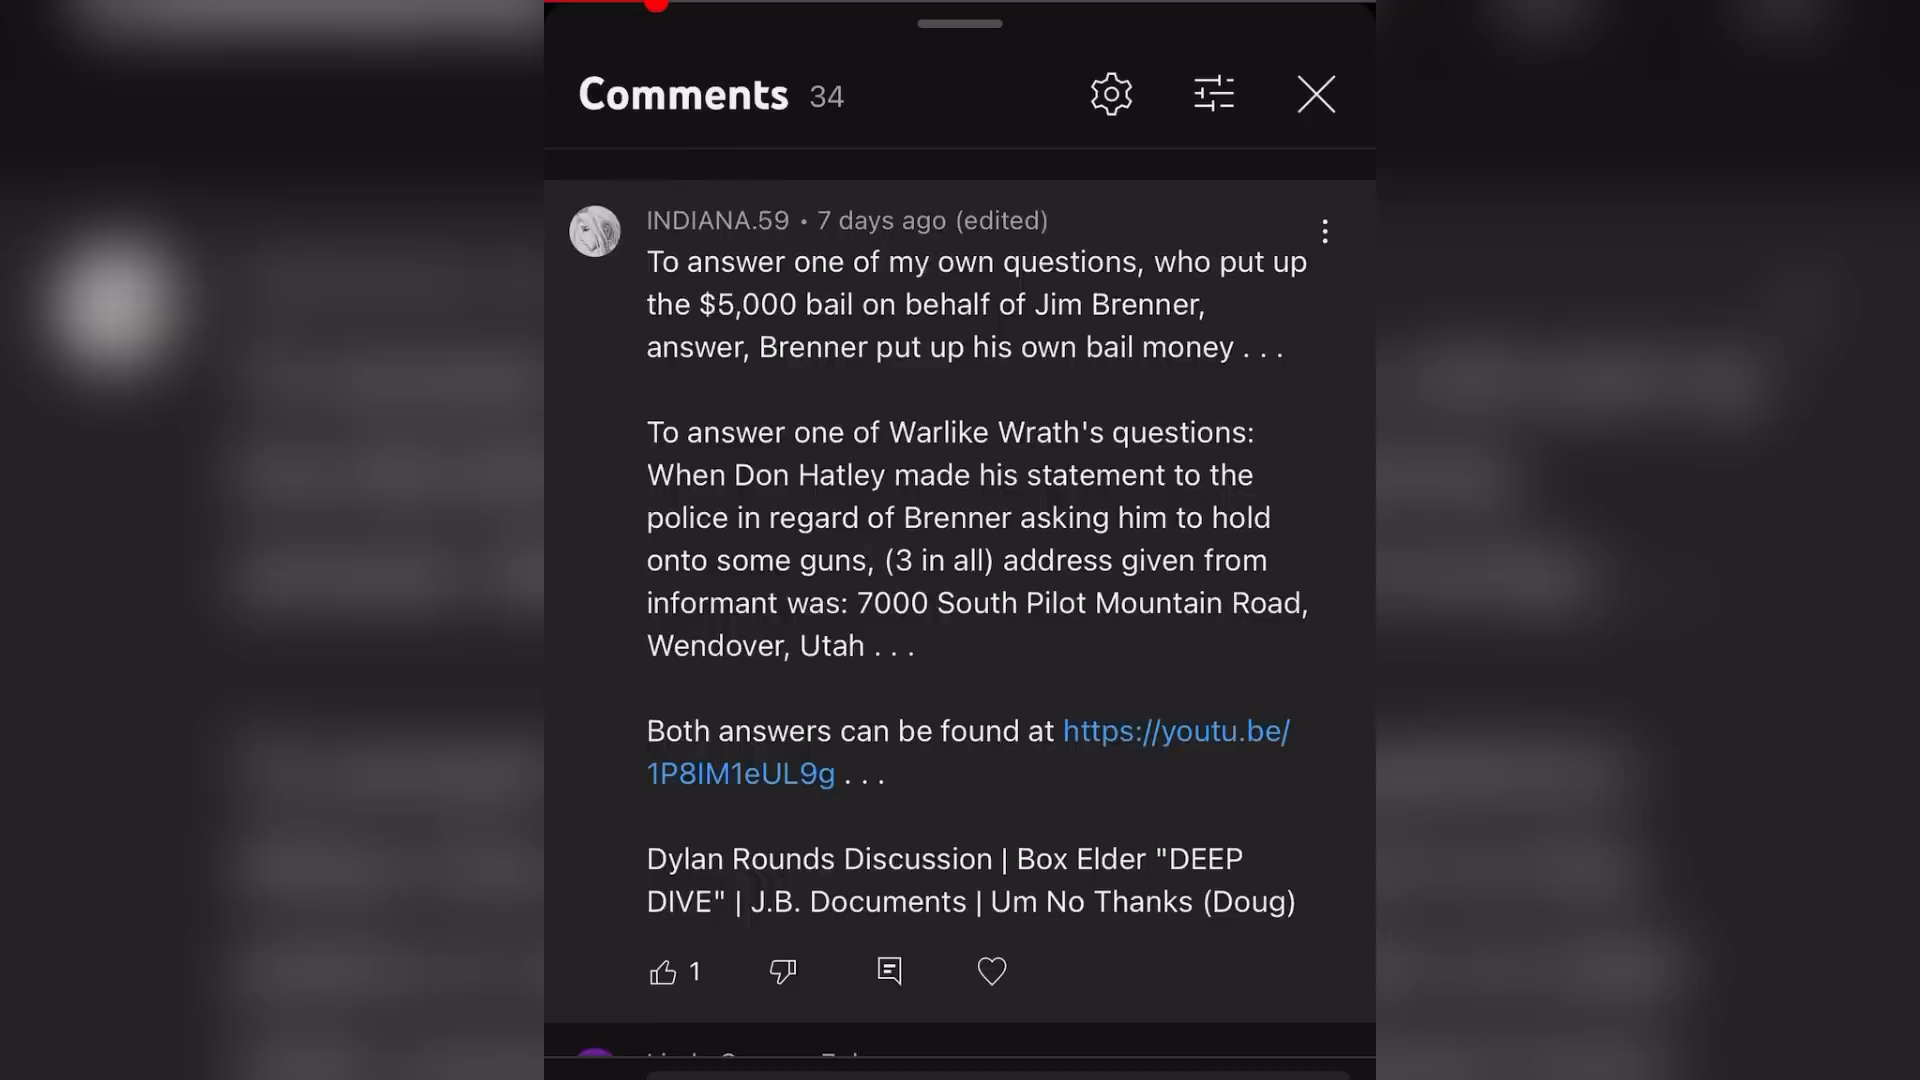 Comments 34
INDIANA.59 • 7 days ago (edited)
To answer one of my own questions, who put up
the $5,000 bail on behalf of Jim Brenner,
answer, Brenner put up his own bail money . . .
To answer one of Warlike Wrath's questions:
When Don Hatley made his statement to the
police in regard of Brenner asking him to hold
onto some guns, (3 in all) address given from
informant was: 7000 South Pilot Mountain Road,
Wendover, Utah . . .
Both answers can be found at https://youtu.be/
1P8IM1eUL9g . . .
Dylan Rounds Discussion | Box Elder "DEEP
DIVE" | J.B. Documents | Um No Thanks (Doug)
1